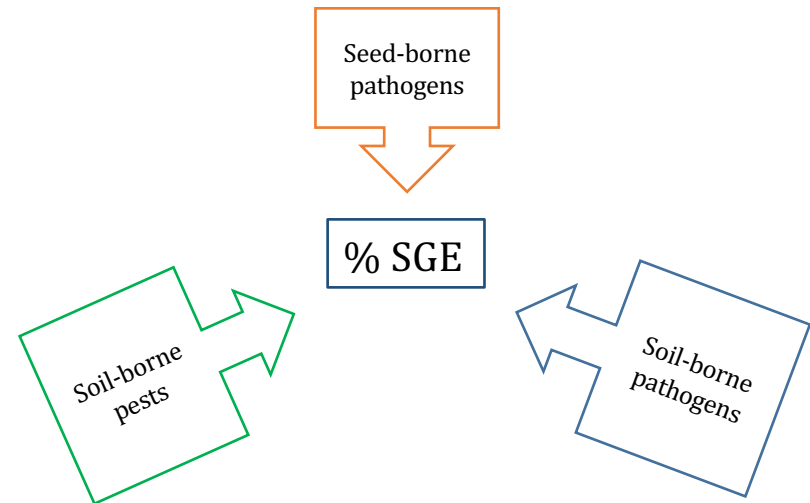 Seed-borne
pathogens
% SGE
Soil-borne
pests
Soil-borne
pathogens